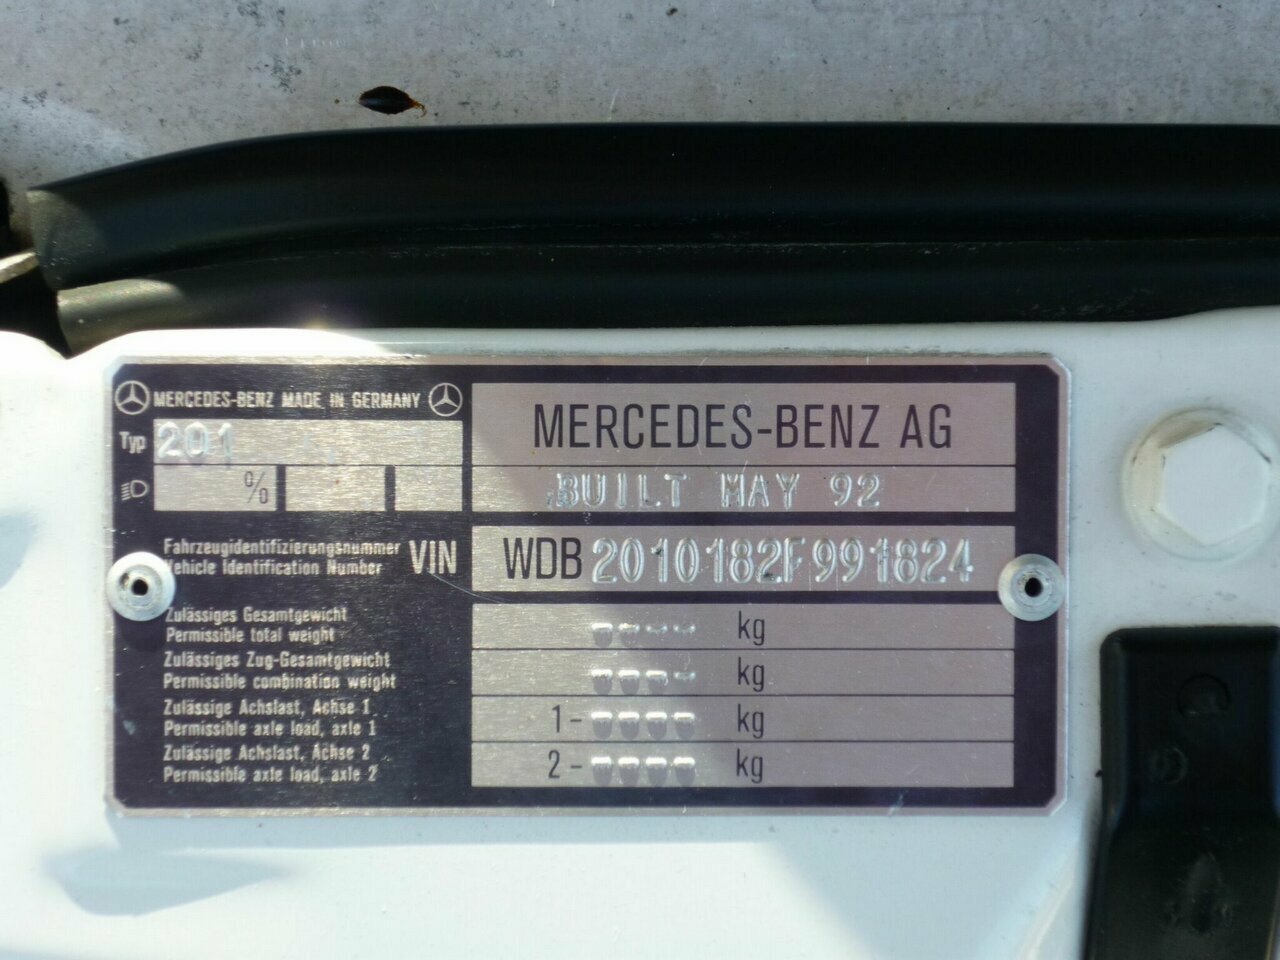 MERCEDES-BENZ MADE IN GERMANY
Typ 201
%
MERCEDES-BENZ AG
BUILT MAY 92
Fahrzeugidentifizierungsnummer
Vehicle Identification Number
VIN
WDB 2010182F991824
Zulässiges Gesamtgewicht
Permissible total weight
---- kg
Zulässiges Zug-Gesamtgewicht
Permissible combination weight
---- kg
Zulässige Achslast, Achse 1
Permissible axle load, axle 1
1- ---- kg
Zulässige Achslast, Achse 2
Permissible axle load, axle 2
2- ---- kg